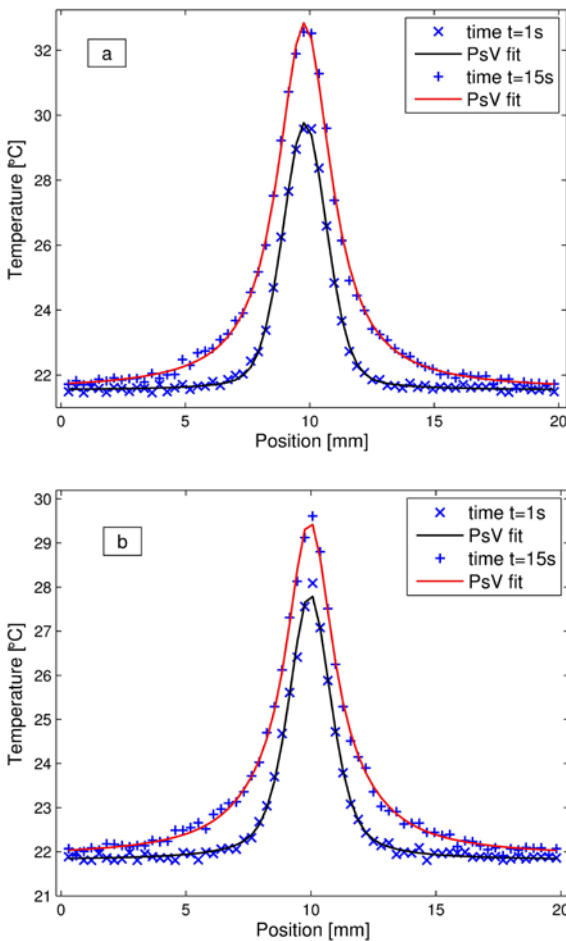 a
time t=1s
PsV fit
time t=15s
PsV fit
32
30
28
26
24
22
Temperature [ºC]
0 5 10 15 20
Position [mm]
b
time t=1s
PsV fit
time t=15s
PsV fit
30
29
28
27
26
25
24
23
22
21
Temperature [ºC]
0 5 10 15 20
Position [mm]